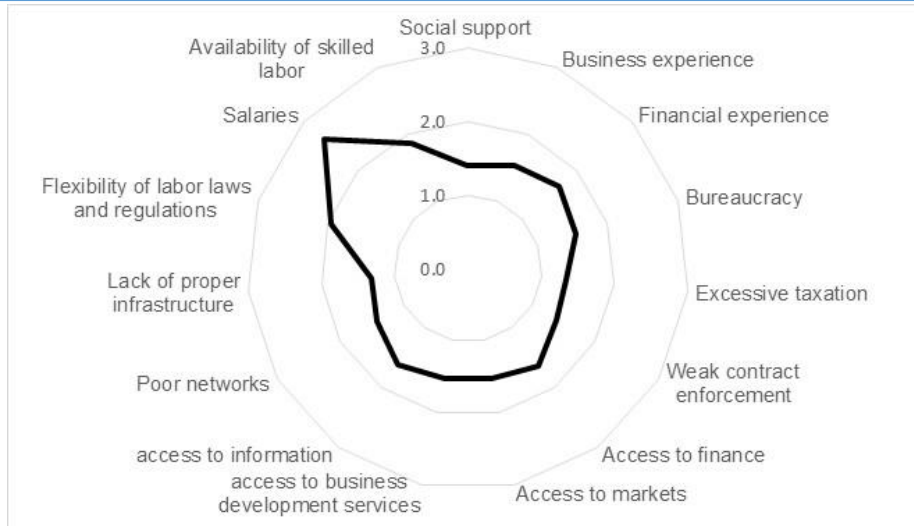 Social support
3.0
Availability of skilled
labor
Business experience
Salaries
Financial experience
2.0
Flexibility of labor laws
and regulations
1.0
Bureaucracy
0.0
Lack of proper
infrastructure
Excessive taxation
Poor networks
Weak contract
enforcement
access to information
Access to finance
access to business
development services
Access to markets